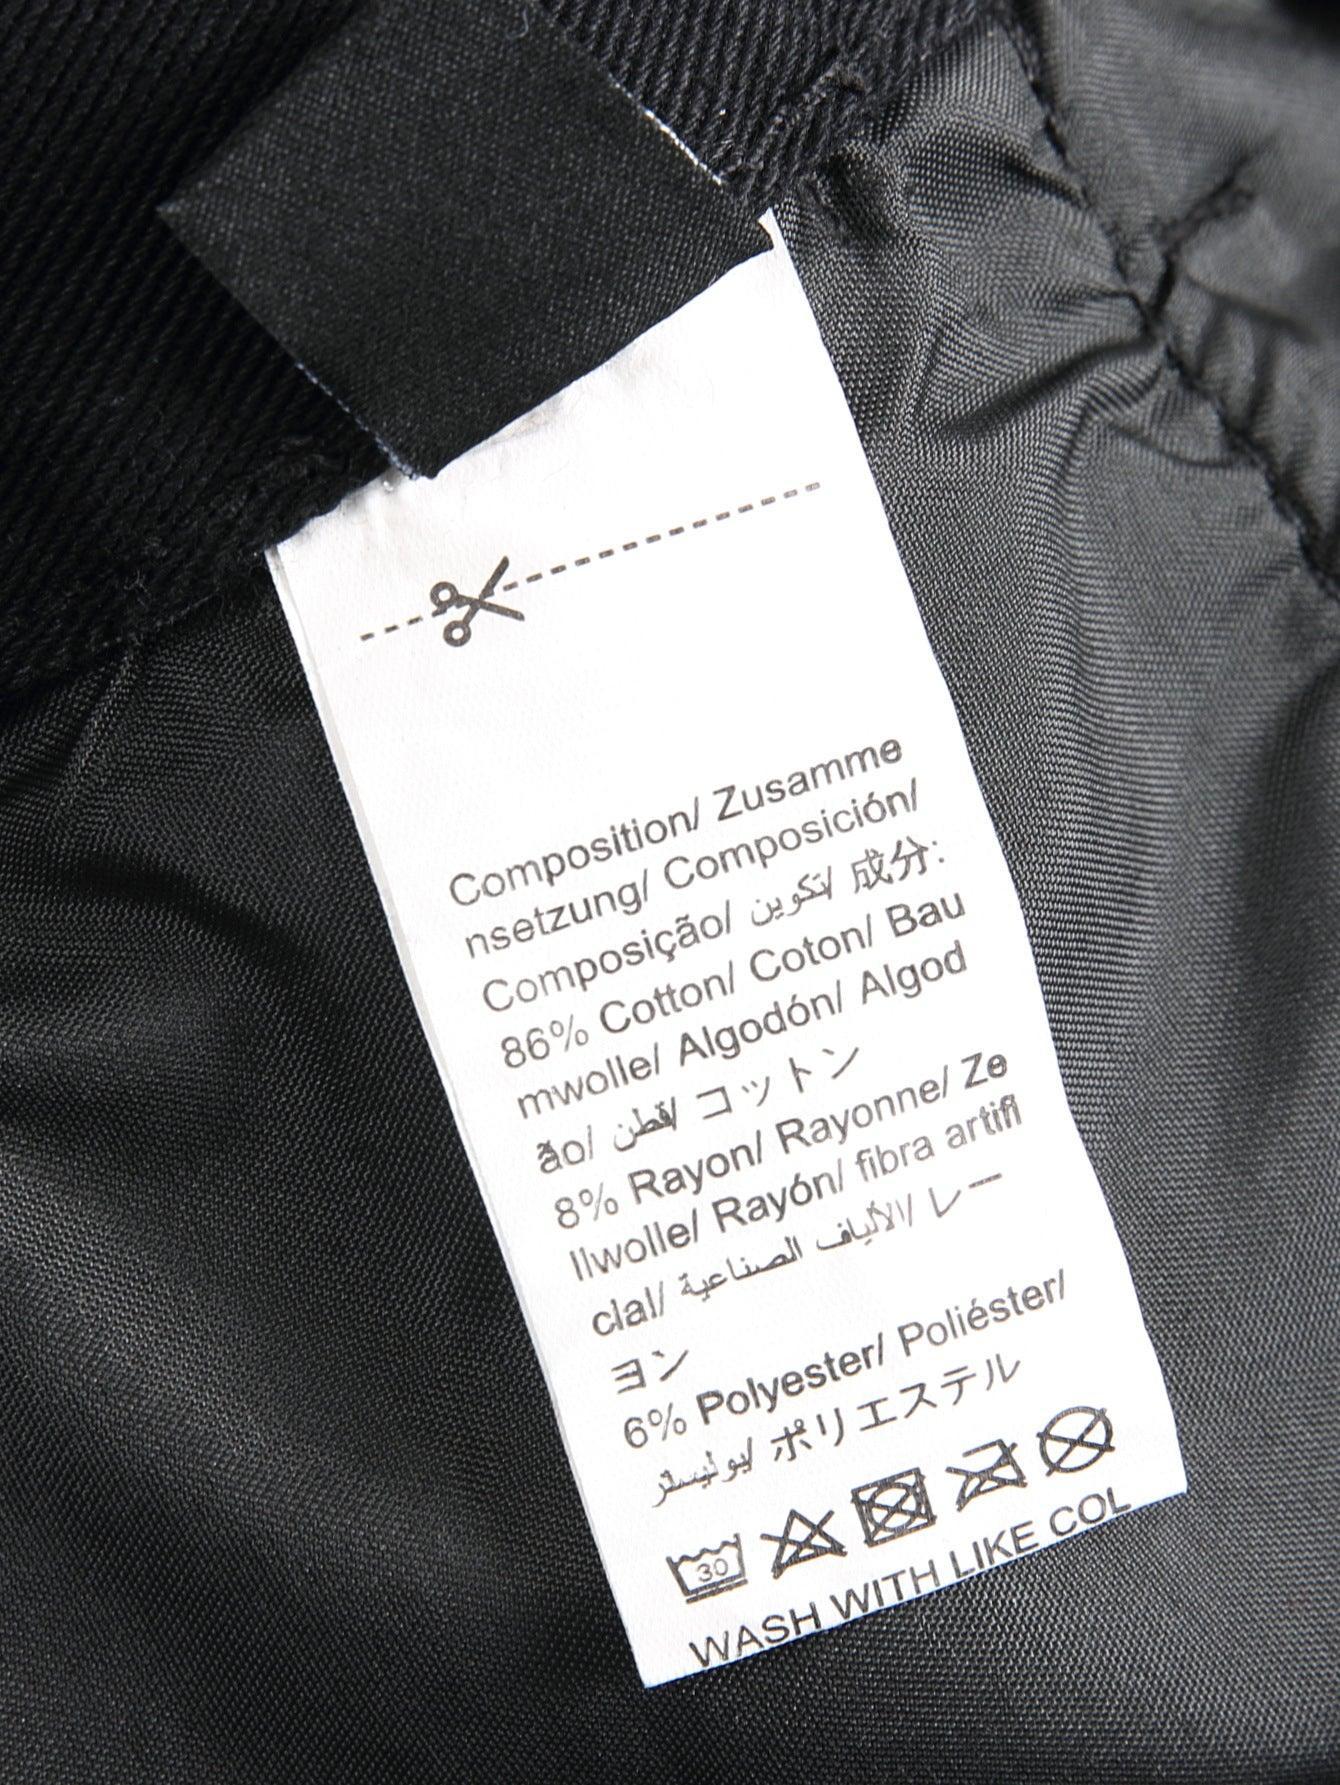 Composition/ Zusamme
nsetzung/ Composición/
Composição/ تكوين/ 成分:
86% Cotton/ Coton/ Bau
mwolle/ Algodón/ Algod
ão/ قطن/ コットン
8% Rayon/ Rayonne/ Ze
llwolle/ Rayón/ fibra artifi
cial/ الألياف الصناعية/ レー
ヨン
6% Polyester/ Poliéster/
بوليستر/ ポリエステル
30
WASH WITH LIKE COL